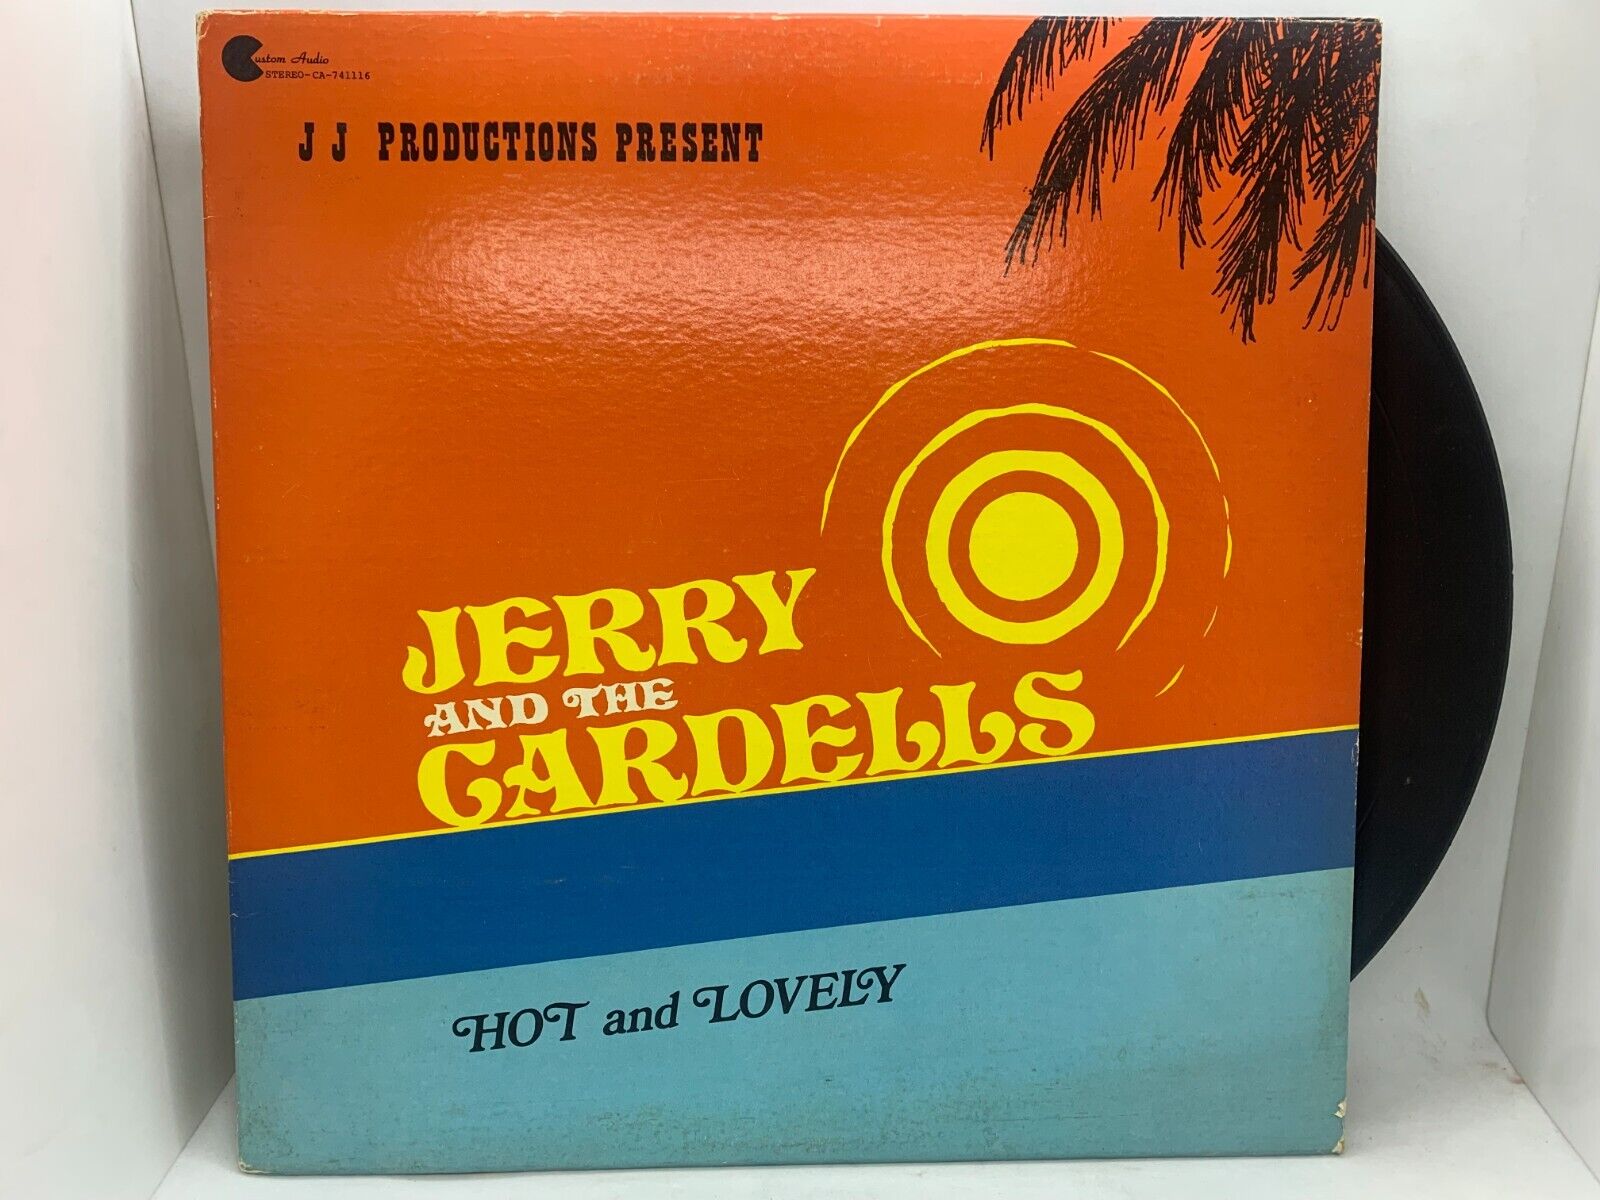 Custom Audio
STEREO-CA-741116
J J PRODUCTIONS PRESENT
JERRY
AND THE
CARDELLS
HOT and LOVELY